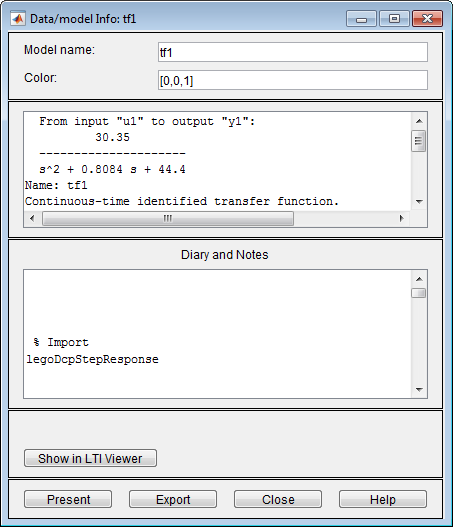 Data/model Info: tf1
Model name:
tf1
Color:
[0,0,1]
From input "u1" to output "y1":
30.35
---------------------
s^2 + 0.8084 s + 44.4
Name: tf1
Continuous-time identified transfer function.
Diary and Notes
% Import
legoDcpStepResponse
Show in LTI Viewer
Present
Export
Close
Help